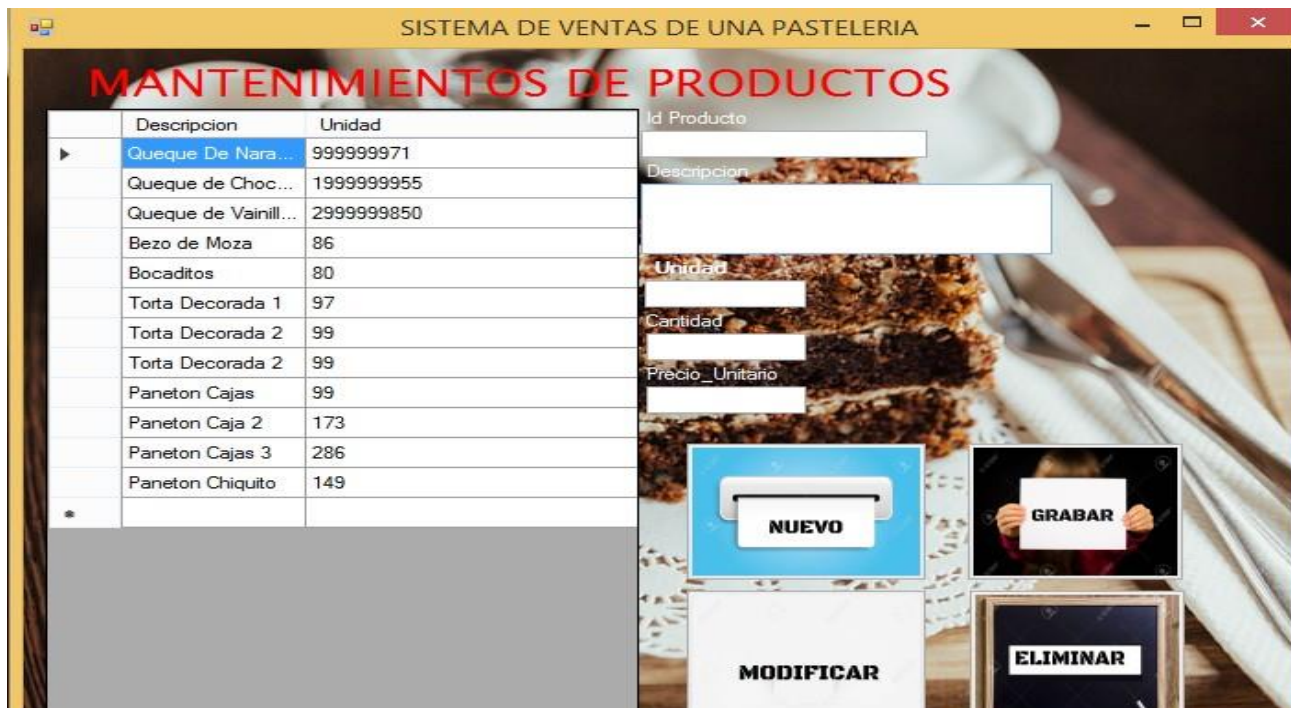 SISTEMA DE VENTAS DE UNA PASTELERIA
MANTENIMIENTOS DE PRODUCTOS
Descripcion Unidad
Queque De Nara... 999999971
Queque de Choc... 1999999955
Queque de Vainill... 2999999850
Bezo de Moza 86
Bocaditos 80
Torta Decorada 1 97
Torta Decorada 2 99
Torta Decorada 2 99
Paneton Cajas 99
Paneton Caja 2 173
Paneton Cajas 3 286
Paneton Chiquito 149
Id Producto
Descripcion
Unidad
Cantidad
Precio_Unitario
NUEVO
GRABAR
MODIFICAR
ELIMINAR